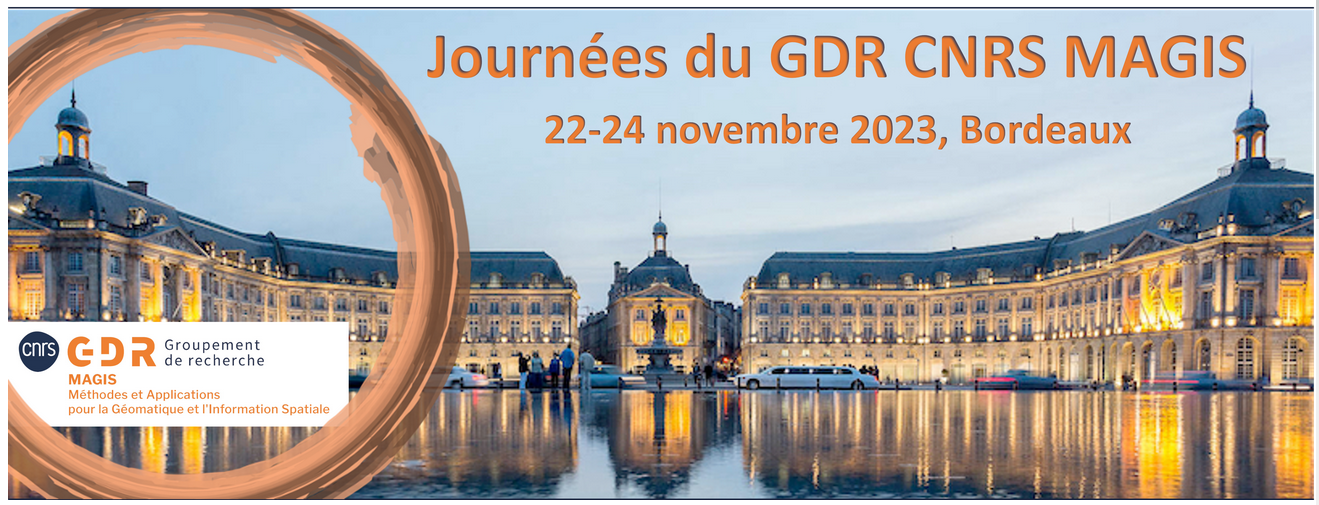 Journées du GDR CNRS MAGIS
22-24 novembre 2023, Bordeaux
cnrs GDR Groupement
de recherche
MAGIS
Méthodes et Applications
pour la Géomatique et l'Information Spatiale